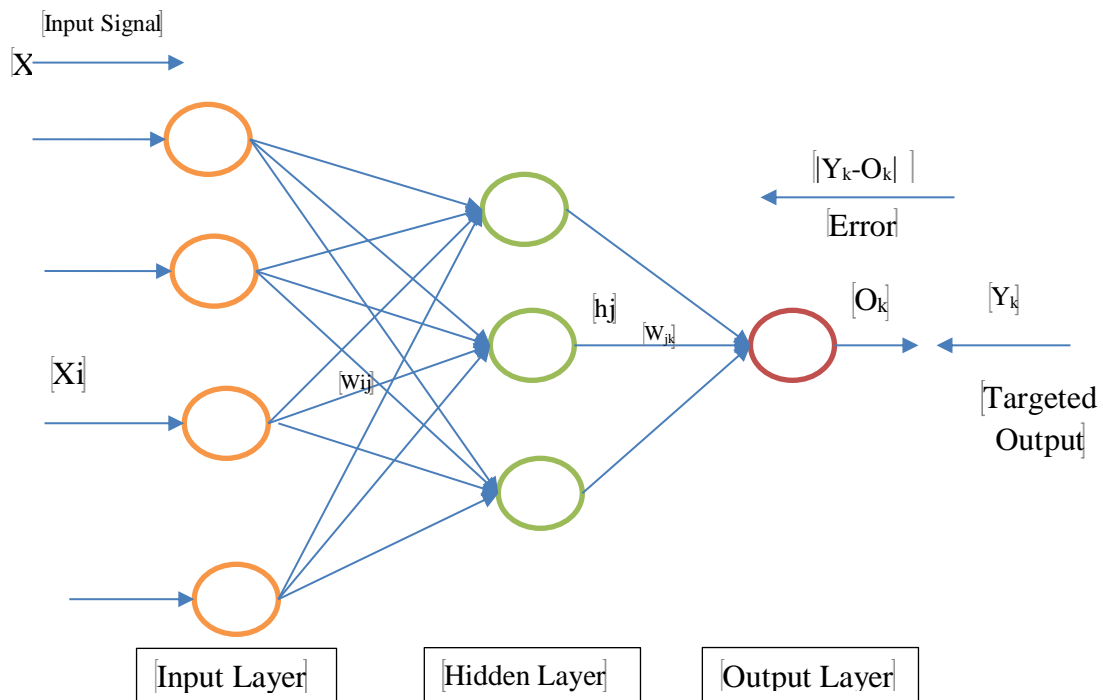 Input Signal
X
|Yₖ-Oₖ|
Error
hj
Wⱼₖ
Oₖ
Yₖ
Xi
Wij
Targeted
Output
Input Layer
Hidden Layer
Output Layer